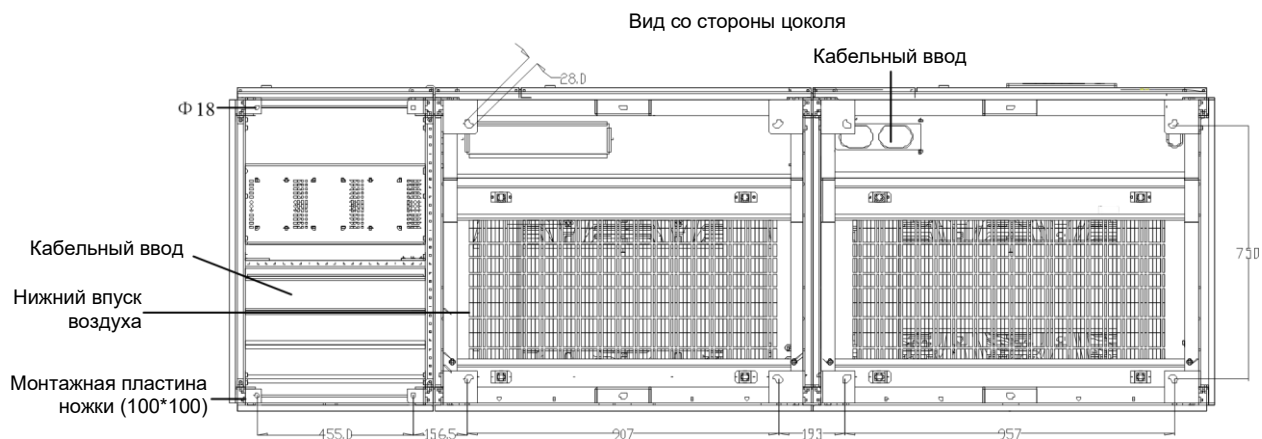 Вид со стороны цоколя
Кабельный ввод
28.0
Ф 18
Кабельный ввод
750
Нижний впуск
воздуха
Монтажная пластина
ножки (100*100)
455.0
156.5
907
193
957